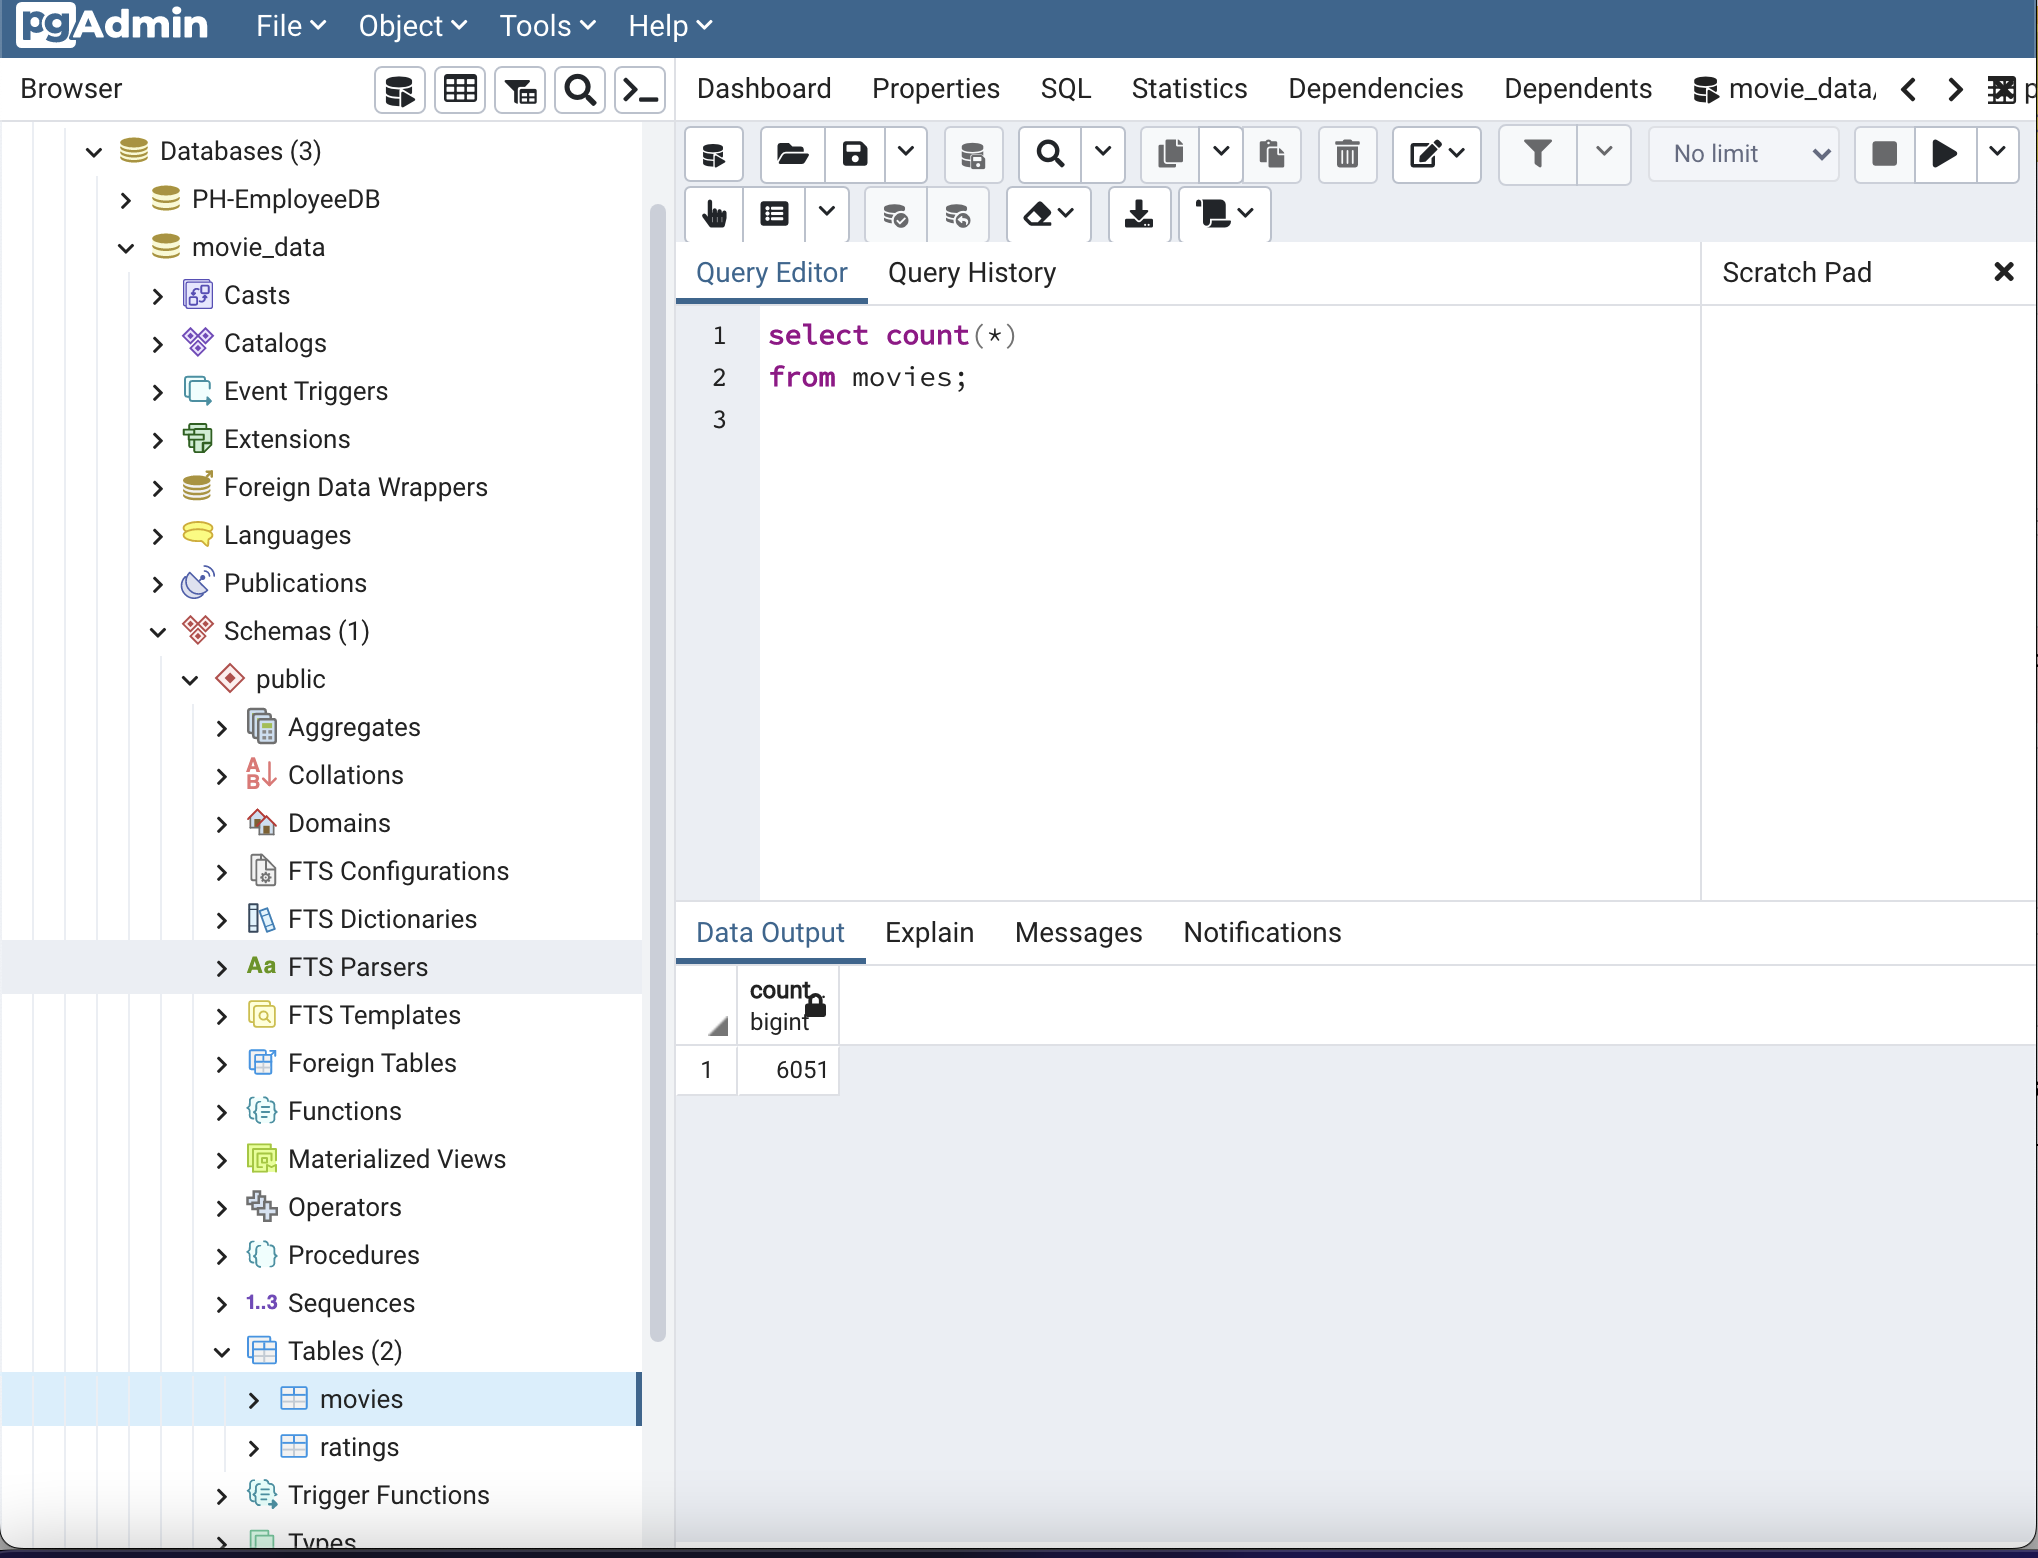 pgAdmin File Object Tools Help
Browser
Dashboard Properties SQL Statistics Dependencies Dependents movie_data/
Databases (3)
PH-EmployeeDB
movie_data
Casts
Catalogs
Event Triggers
Extensions
Foreign Data Wrappers
Languages
Publications
Schemas (1)
public
Aggregates
A
B
Collations
Domains
FTS Configurations
FTS Dictionaries
Aa FTS Parsers
FTS Templates
Foreign Tables
Functions
Materialized Views
Operators
Procedures
1..3 Sequences
Tables (2)
movies
ratings
Trigger Functions
Types
No limit
Query Editor Query History
Scratch Pad
1 select count(*)
2 from movies;
3
Data Output Explain Messages Notifications
count
bigint
1 6051